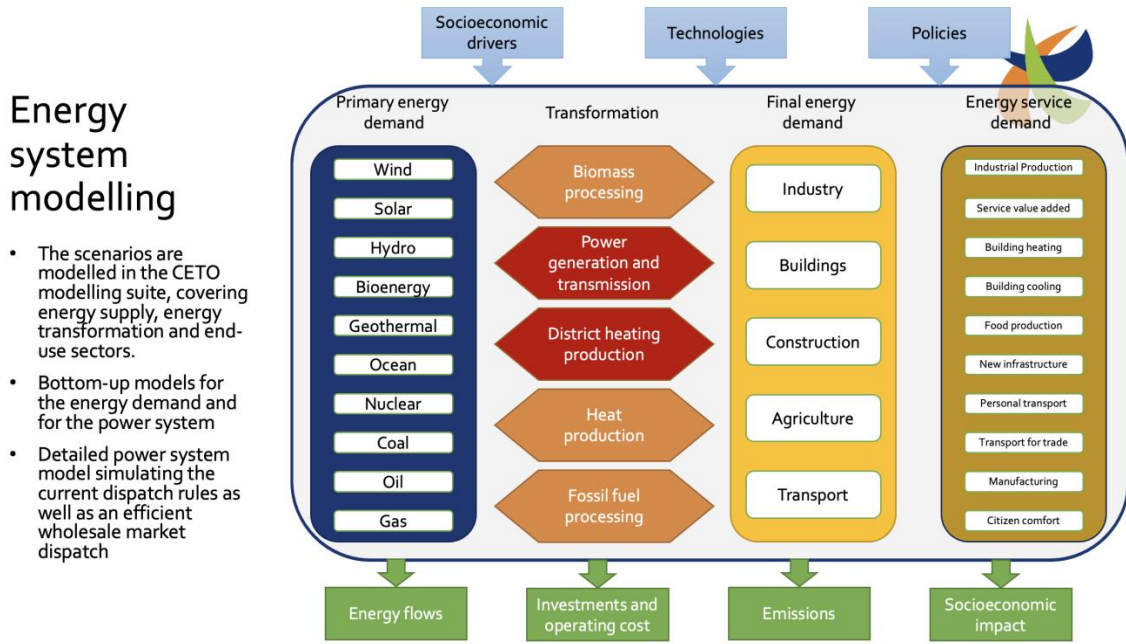 Energy
system
modelling
• The scenarios are
modelled in the CETO
modelling suite, covering
energy supply, energy
transformation and end-
use sectors.
• Bottom-up models for
the energy demand and
for the power system
• Detailed power system
model simulating the
current dispatch rules as
well as an efficient
wholesale market
dispatch
Socioeconomic
drivers
Technologies
Policies
Primary energy
demand
Transformation
Final energy
demand
Energy service
demand
Wind
Solar
Hydro
Bioenergy
Geothermal
Ocean
Nuclear
Coal
Oil
Gas
Biomass
processing
Power
generation and
transmission
District heating
production
Heat
production
Fossil fuel
processing
Industry
Buildings
Construction
Agriculture
Transport
Industrial Production
Service value added
Building heating
Building cooling
Food production
New infrastructure
Personal transport
Transport for trade
Manufacturing
Citizen comfort
Energy flows
Investments and
operating cost
Emissions
Socioeconomic
impact